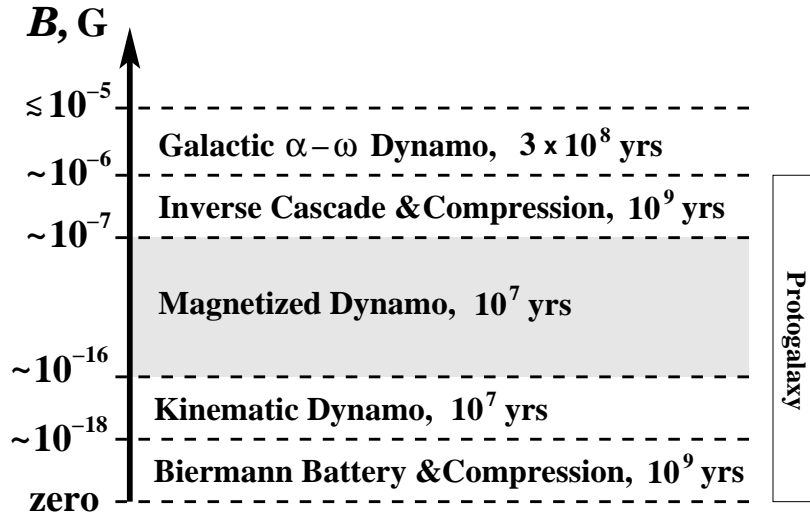 B, G
≲ 10⁻⁵
Galactic α–ω Dynamo, 3 x 10⁸ yrs
~10⁻⁶
Inverse Cascade &Compression, 10⁹ yrs
~10⁻⁷
Magnetized Dynamo, 10⁷ yrs
~10⁻¹⁶
Kinematic Dynamo, 10⁷ yrs
~10⁻¹⁸
Biermann Battery &Compression, 10⁹ yrs
zero
Protogalaxy